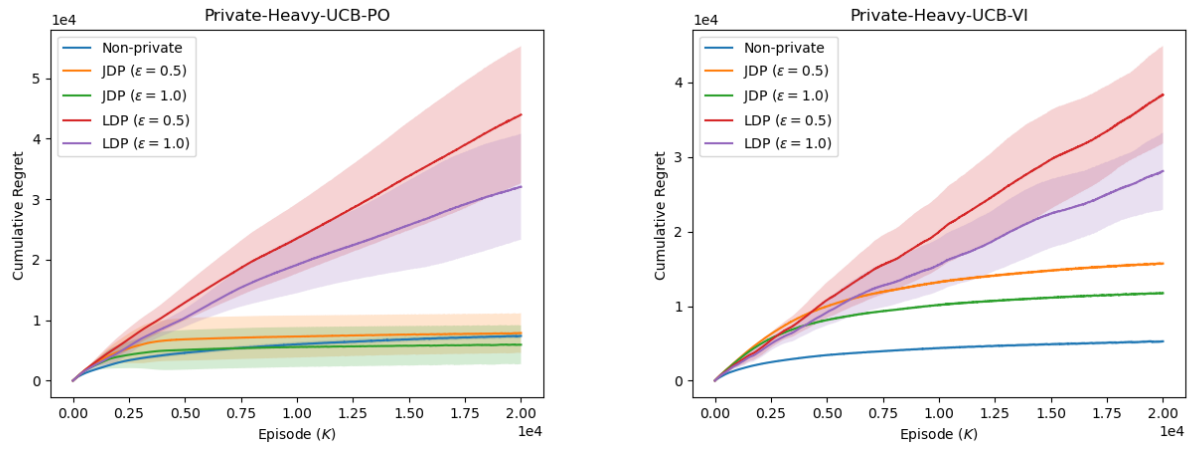 Private-Heavy-UCB-PO
1e4
Non-private
JDP (ε = 0.5)
JDP (ε = 1.0)
LDP (ε = 0.5)
LDP (ε = 1.0)
5
4
3
2
1
0
Cumulative Regret
0.00 0.25 0.50 0.75 1.00 1.25 1.50 1.75 2.00
1e4
Episode (K)
Private-Heavy-UCB-VI
1e4
Non-private
JDP (ε = 0.5)
JDP (ε = 1.0)
LDP (ε = 0.5)
LDP (ε = 1.0)
4
3
2
1
0
Cumulative Regret
0.00 0.25 0.50 0.75 1.00 1.25 1.50 1.75 2.00
1e4
Episode (K)